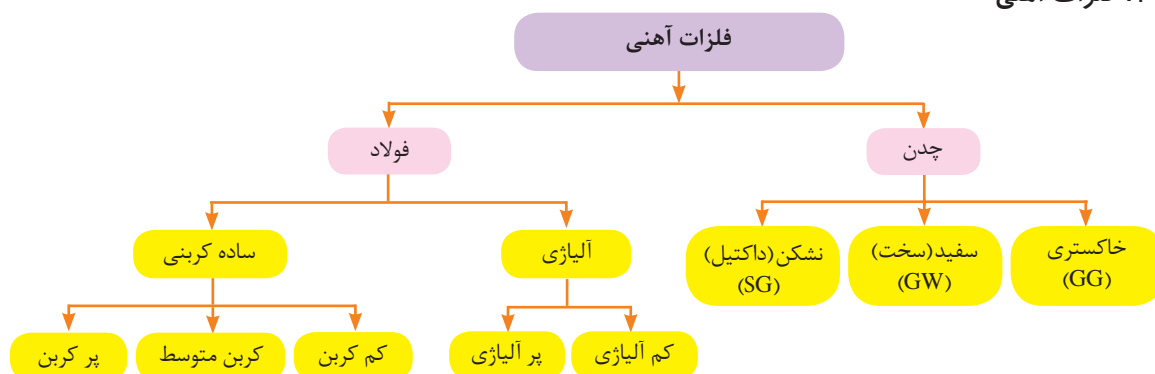 فلزات آهنی
چدن
فولاد
خاکستری
(GG)
سفید(سخت)
(GW)
نشکن(داکتیل)
(SG)
آلیاژی
ساده کربنی
کم آلیاژی
پر آلیاژی
کم کربن
کربن متوسط
پر کربن